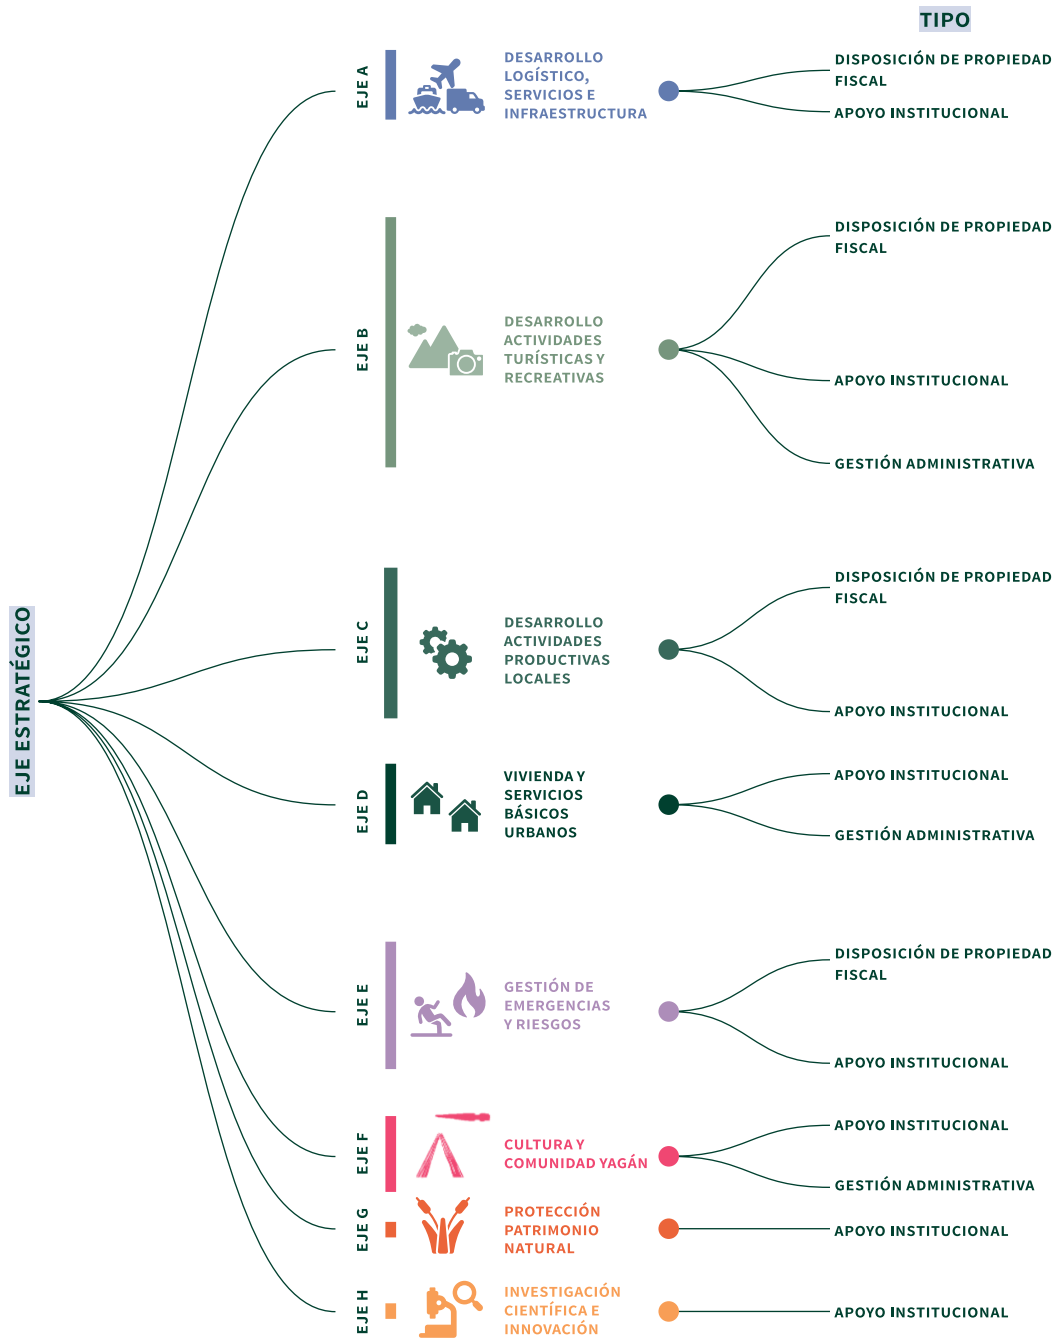 TIPO
EJE ESTRATÉGICO
EJE A
DESARROLLO
LOGÍSTICO,
SERVICIOS E
INFRAESTRUCTURA
DISPOSICIÓN DE PROPIEDAD
FISCAL
APOYO INSTITUCIONAL
EJE B
DESARROLLO
ACTIVIDADES
TURÍSTICAS Y
RECREATIVAS
DISPOSICIÓN DE PROPIEDAD
FISCAL
APOYO INSTITUCIONAL
GESTIÓN ADMINISTRATIVA
EJE C
DESARROLLO
ACTIVIDADES
PRODUCTIVAS
LOCALES
DISPOSICIÓN DE PROPIEDAD
FISCAL
APOYO INSTITUCIONAL
EJE D
VIVIENDA Y
SERVICIOS
BÁSICOS
URBANOS
APOYO INSTITUCIONAL
GESTIÓN ADMINISTRATIVA
EJE E
GESTIÓN DE
EMERGENCIAS
Y RIESGOS
DISPOSICIÓN DE PROPIEDAD
FISCAL
APOYO INSTITUCIONAL
EJE F
CULTURA Y
COMUNIDAD YAGÁN
APOYO INSTITUCIONAL
GESTIÓN ADMINISTRATIVA
EJE G
PROTECCIÓN
PATRIMONIO
NATURAL
APOYO INSTITUCIONAL
EJE H
INVESTIGACIÓN
CIENTÍFICA E
INNOVACIÓN
APOYO INSTITUCIONAL